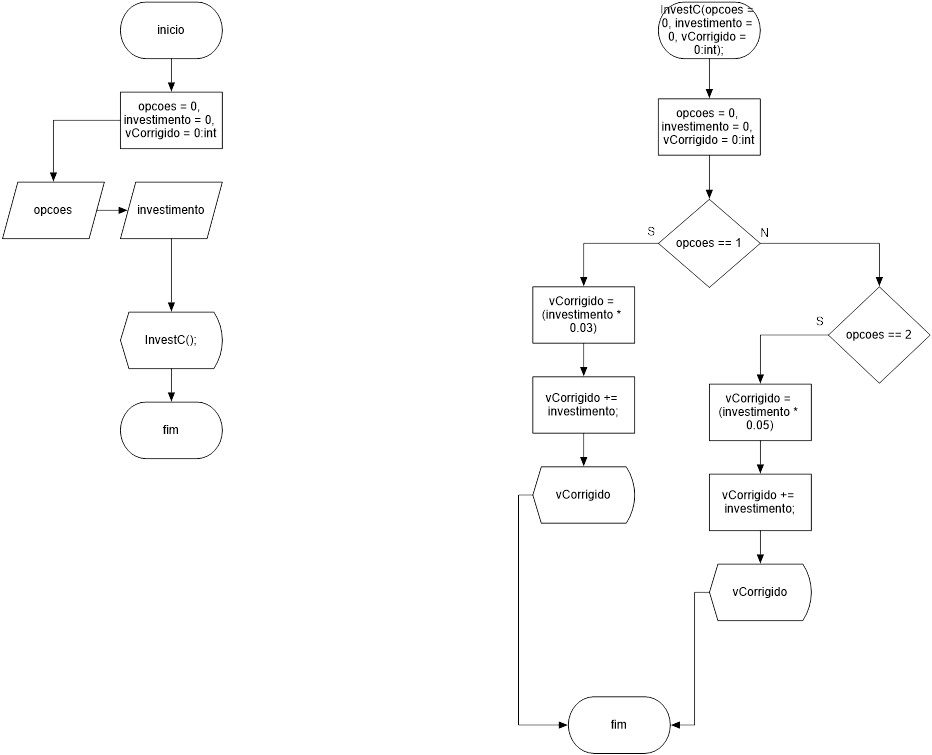 inicio
opcoes = 0,
investimento = 0,
vCorrigido = 0:int
opcoes
investimento
InvestC();
fim
InvestC(opcoes =
0, investimento =
0, vCorrigido =
0:int);
opcoes = 0,
investimento = 0,
vCorrigido = 0:int
opcoes == 1
S
N
vCorrigido =
(investimento *
0.03)
vCorrigido +=
investimento;
vCorrigido
opcoes == 2
S
vCorrigido =
(investimento *
0.05)
vCorrigido +=
investimento;
vCorrigido
fim